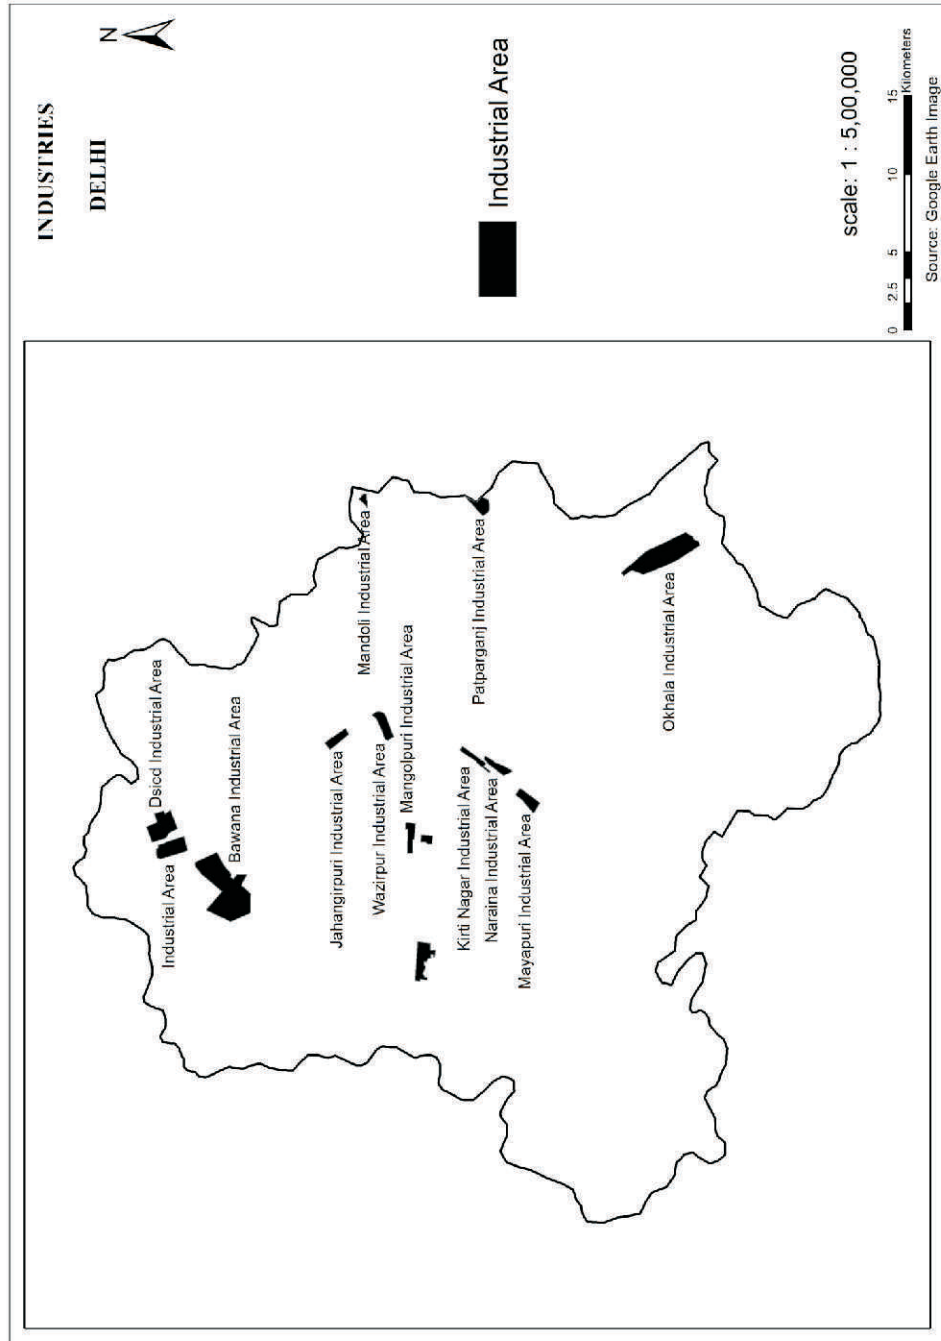 INDUSTRIES
DELHI
N
Industrial Area
scale: 1 : 5,00,000
0 2.5 5 10 15
Kilometers
Source: Google Earth Image
Dsicd Industrial Area
Industrial Area
Bawana Industrial Area
Mandoli Industrial Area
Jahangirpuri Industrial Area
Wazirpur Industrial Area
Mangolpuri Industrial Area
Patparganj Industrial Area
Kirti Nagar Industrial Area
Naraina Industrial Area
Mayapuri Industrial Area
Okhala Industrial Area